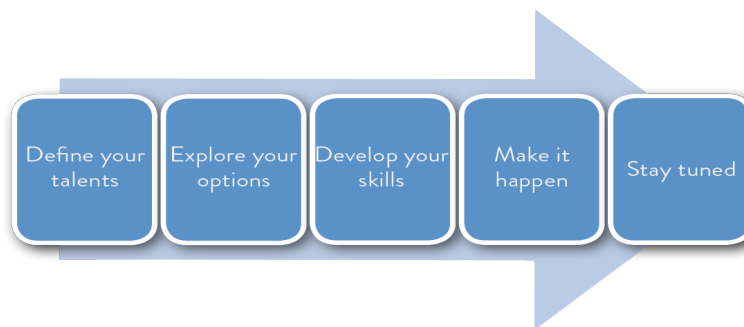 Define your
talents
Explore your
options
Develop your
skills
Make it
happen
Stay tuned